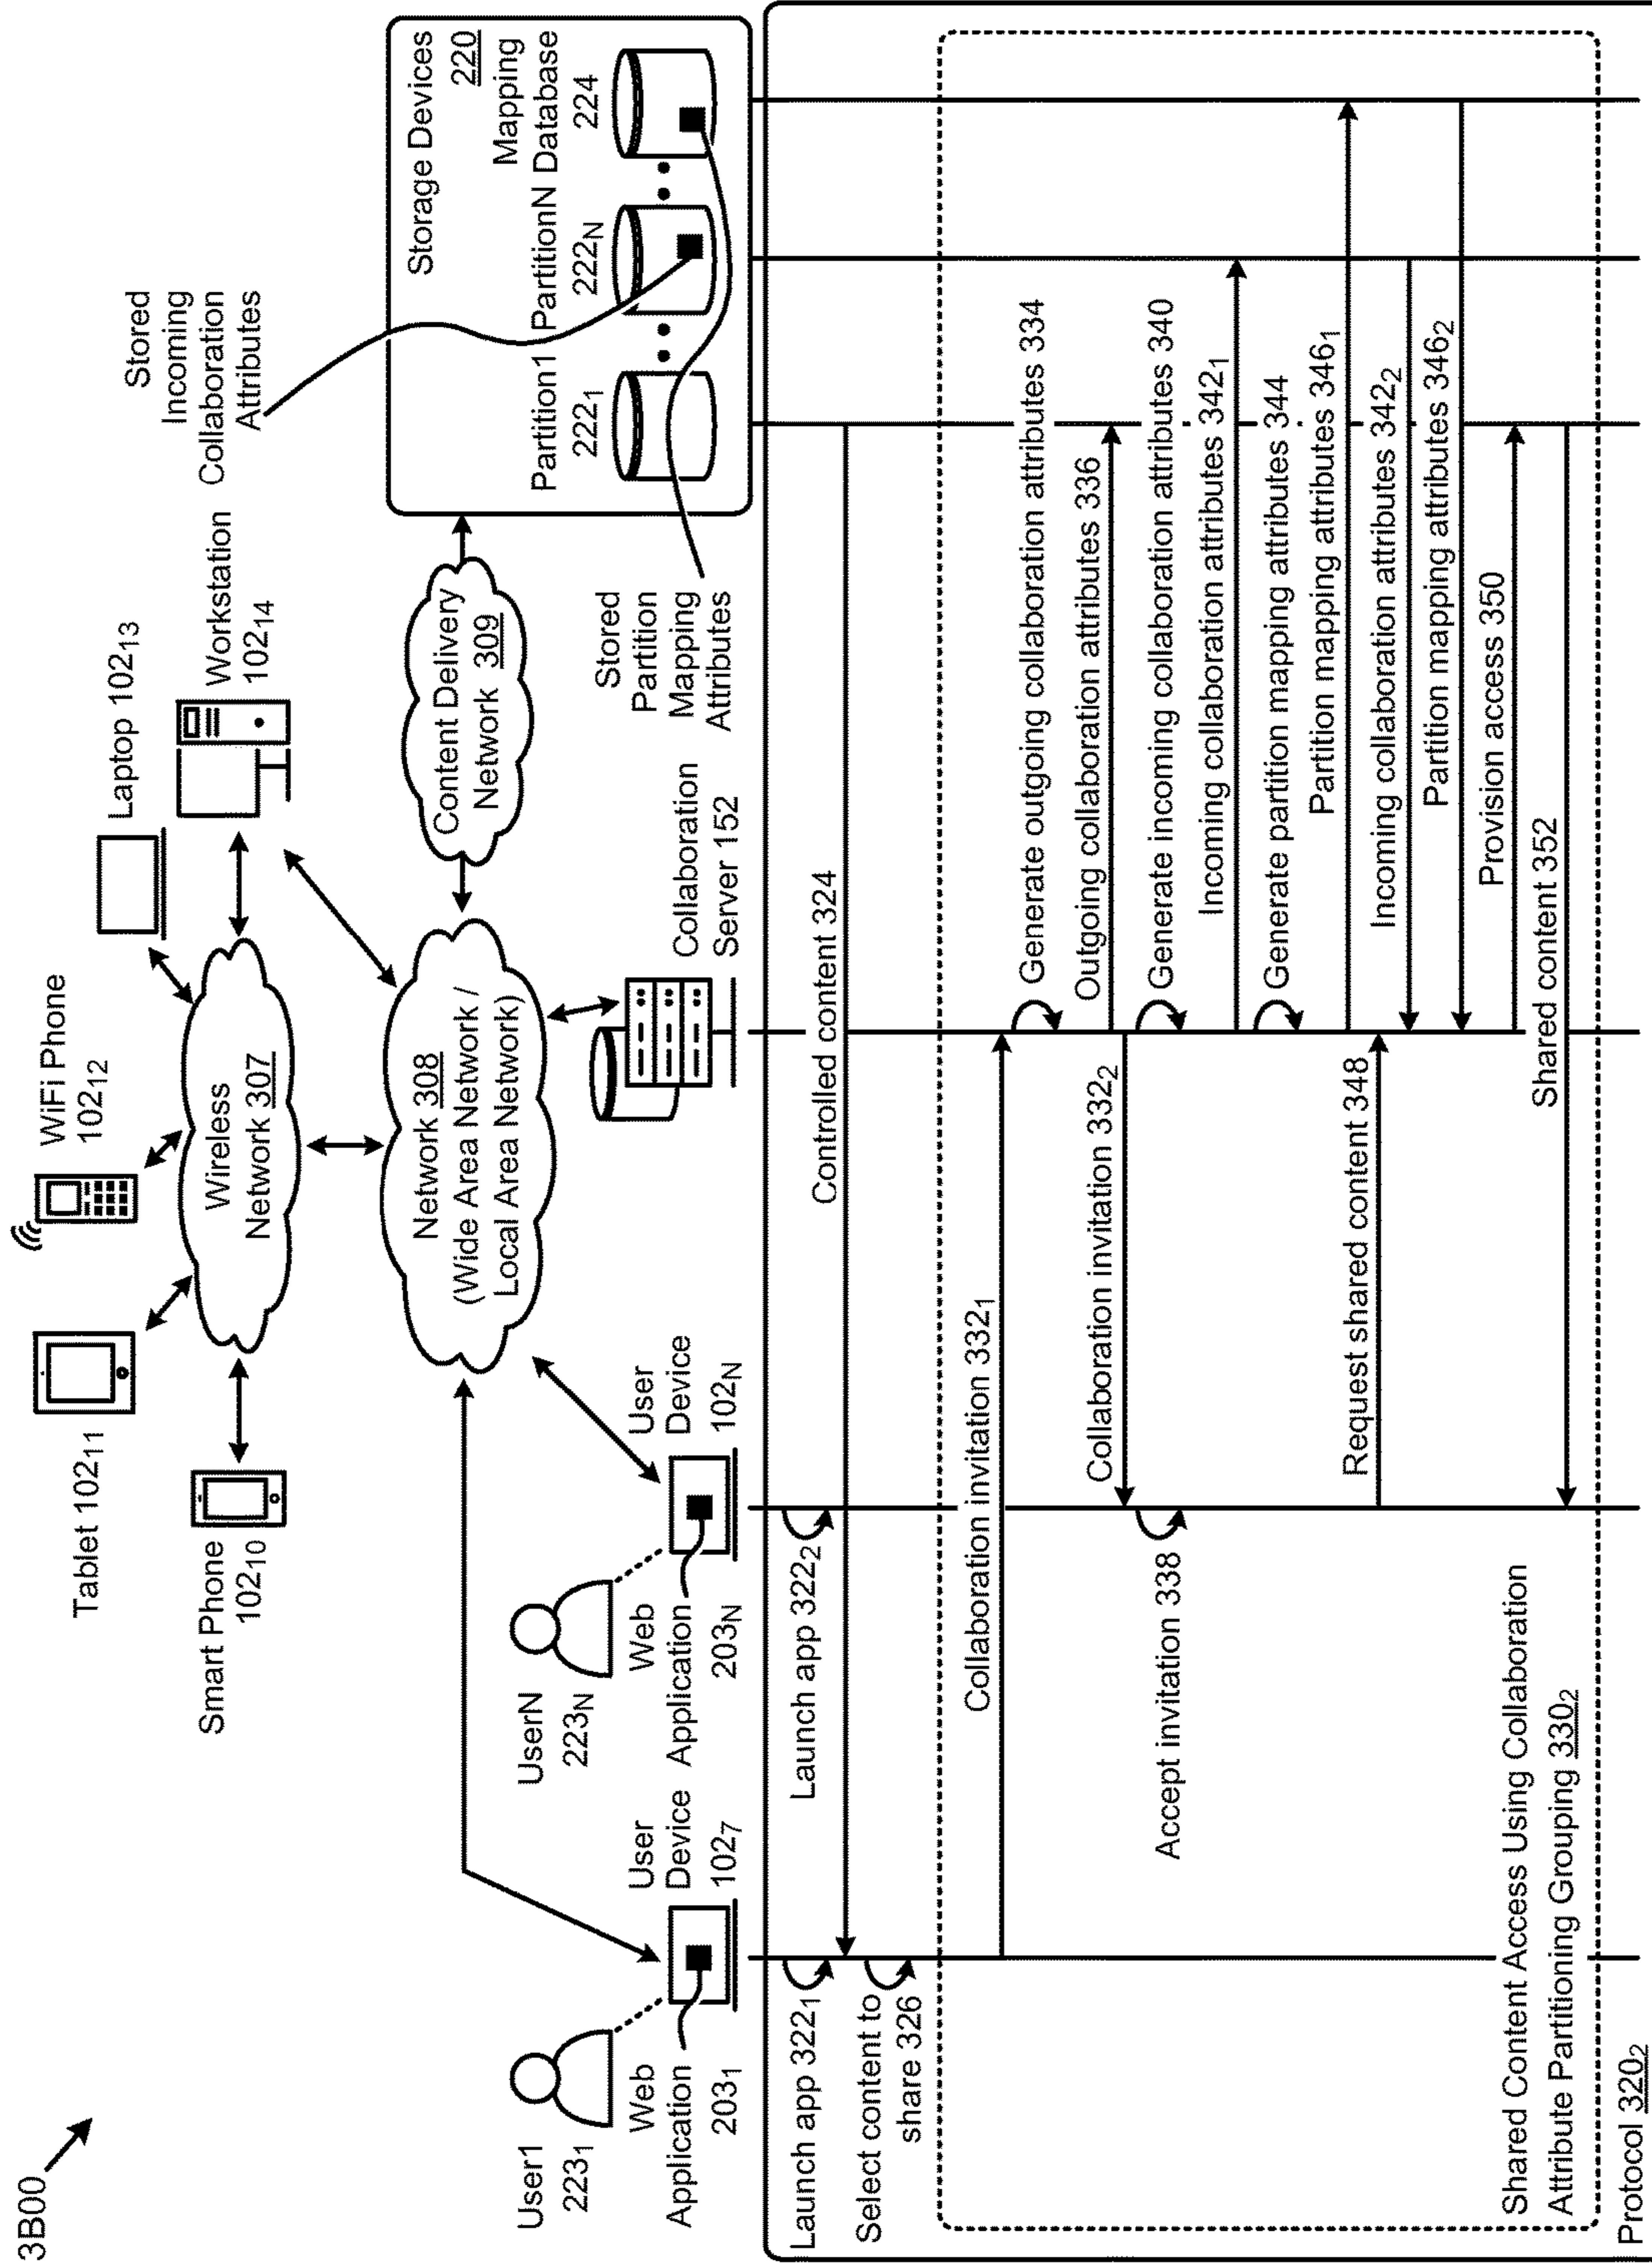 3B00
Tablet 102₁₁
Smart Phone
102₁₀
WiFi Phone
102₁₂
Laptop 102₁₃
Workstation
102₁₄
Wireless
Network 307
Network 308
(Wide Area Network /
Local Area Network)
Content Delivery
Network 309
Stored
Incoming
Collaboration
Attributes
Storage Devices
220
Partition1
222₁
PartitionN
222N
Mapping
Database
224
Stored
Partition
Mapping
Attributes
User1
223₁
Web
Application
203₁
User
Device
102₇
UserN
223N
Web
Application
203N
User
Device
102N
Collaboration
Server 152
Launch app 322₁
Launch app 322₂
Controlled content 324
Select content to
share 326
Collaboration invitation 332₁
Generate outgoing collaboration attributes 334
Outgoing collaboration attributes 336
Collaboration invitation 332₂
Accept invitation 338
Generate incoming collaboration attributes 340
Incoming collaboration attributes 342₁
Generate partition mapping attributes 344
Partition mapping attributes 346₁
Request shared content 348
Incoming collaboration attributes 342₂
Partition mapping attributes 346₂
Provision access 350
Shared content 352
Shared Content Access Using Collaboration
Attribute Partitioning Grouping 330₂
Protocol 320₂